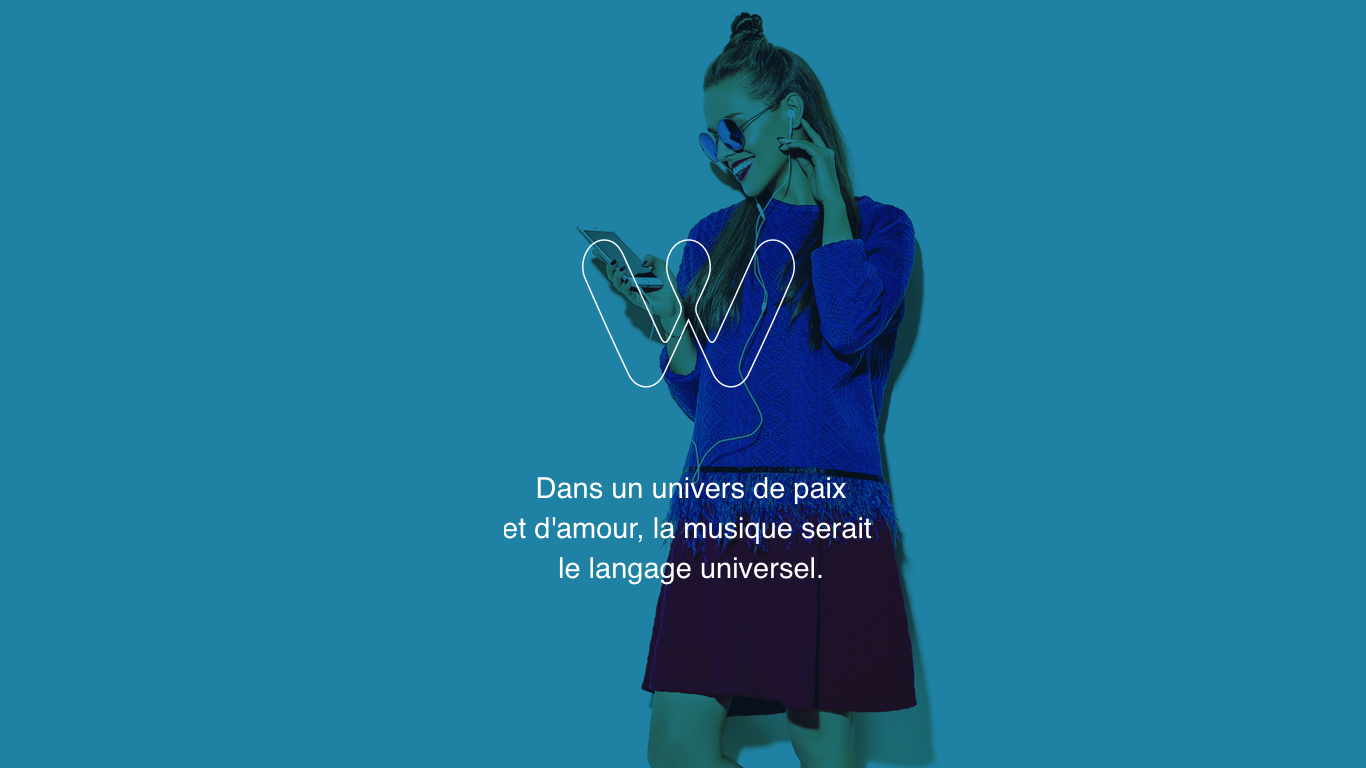 W
Dans un univers de paix
et d'amour, la musique serait
le langage universel.